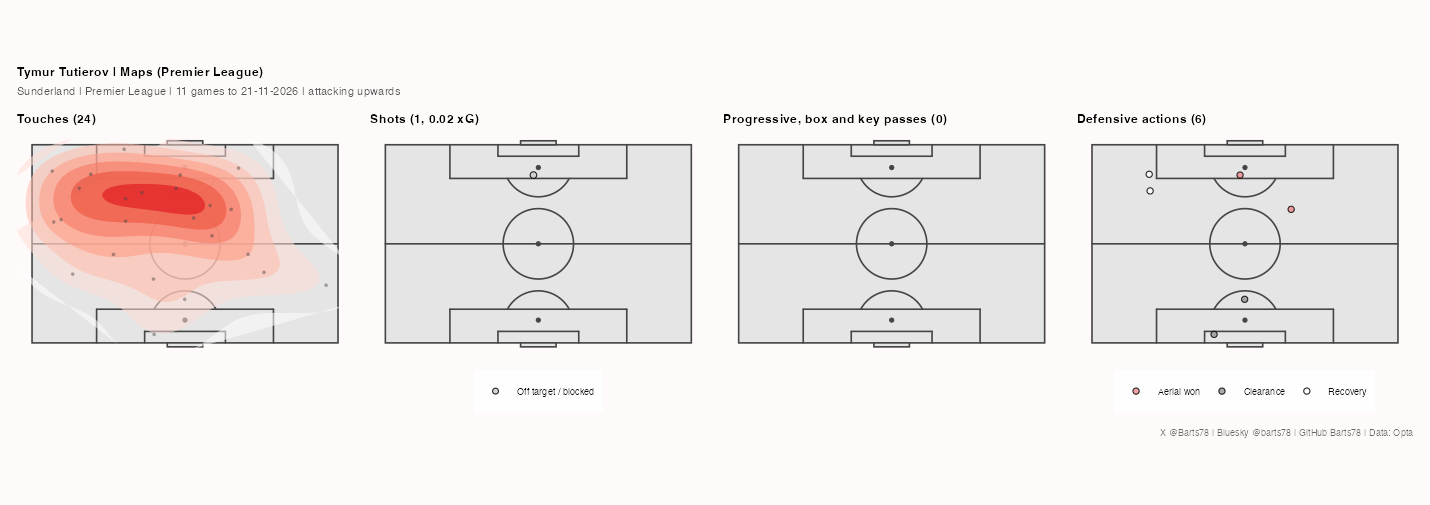 Tymur Tutierov | Maps (Premier League)
Sunderland | Premier League | 11 games to 21-11-2026 | attacking upwards
Touches (24)
Shots (1, 0.02 xG)
Progressive, box and key passes (0)
Defensive actions (6)
Off target / blocked
Aerial won
Clearance
Recovery
X @Barts78 | Bluesky @barts78 | GitHub Barts78 | Data: Opta